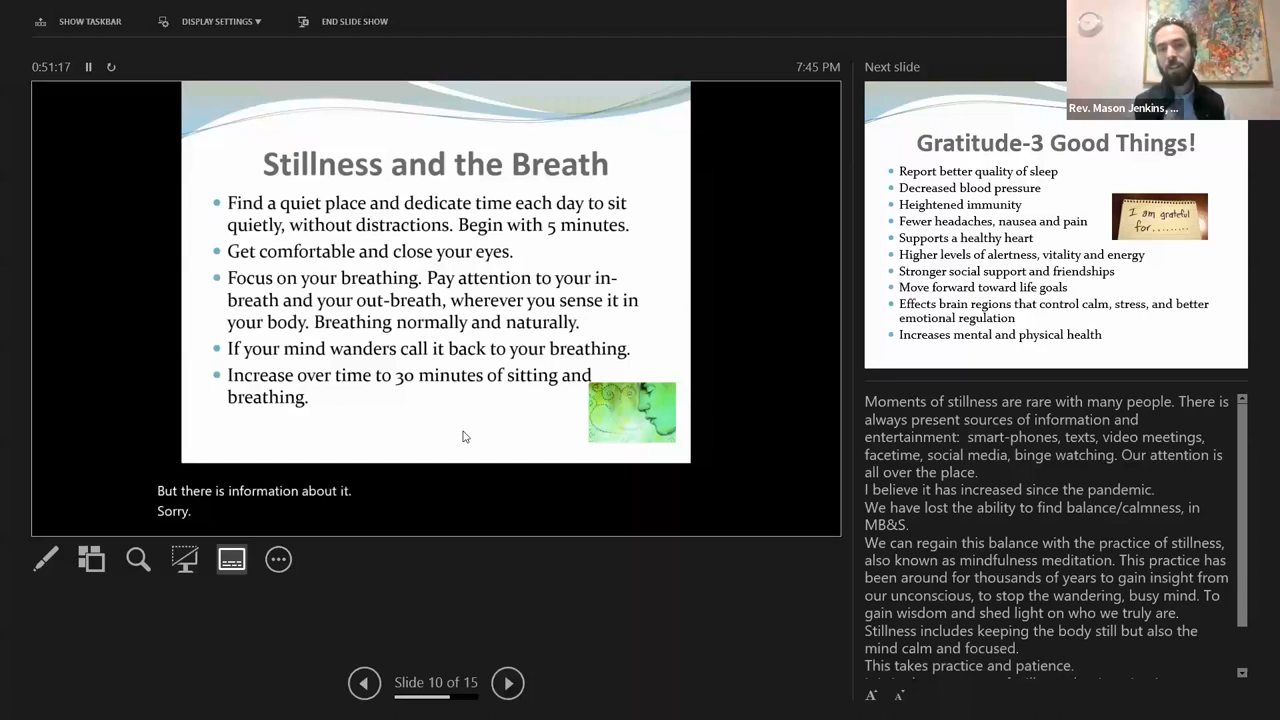 SHOW TASKBAR
DISPLAY SETTINGS ▼
END SLIDE SHOW
0:51:17
7:45 PM
Stillness and the Breath
• Find a quiet place and dedicate time each day to sit
quietly, without distractions. Begin with 5 minutes.
• Get comfortable and close your eyes.
• Focus on your breathing. Pay attention to your in-
breath and your out-breath, wherever you sense it in
your body. Breathing normally and naturally.
• If your mind wanders call it back to your breathing.
• Increase over time to 30 minutes of sitting and
breathing.
But there is information about it.
Sorry.
Slide 10 of 15
Next slide
Rev. Mason Jenkins, ...
Gratitude-3 Good Things!
• Report better quality of sleep
• Decreased blood pressure
• Heightened immunity
• Fewer headaches, nausea and pain
• Supports a healthy heart
• Higher levels of alertness, vitality and energy
• Stronger social support and friendships
• Move forward toward life goals
• Effects brain regions that control calm, stress, and better
emotional regulation
• Increases mental and physical health
I am grateful
for.........
Moments of stillness are rare with many people. There is
always present sources of information and
entertainment:  smart-phones, texts, video meetings,
facetime, social media, binge watching. Our attention is
all over the place.
I believe it has increased since the pandemic.
We have lost the ability to find balance/calmness, in
MB&S.
We can regain this balance with the practice of stillness,
also known as mindfulness meditation. This practice has
been around for thousands of years to gain insight from
our unconscious, to stop the wandering, busy mind. To
gain wisdom and shed light on who we truly are.
Stillness includes keeping the body still but also the
mind calm and focused.
This takes practice and patience.
A A